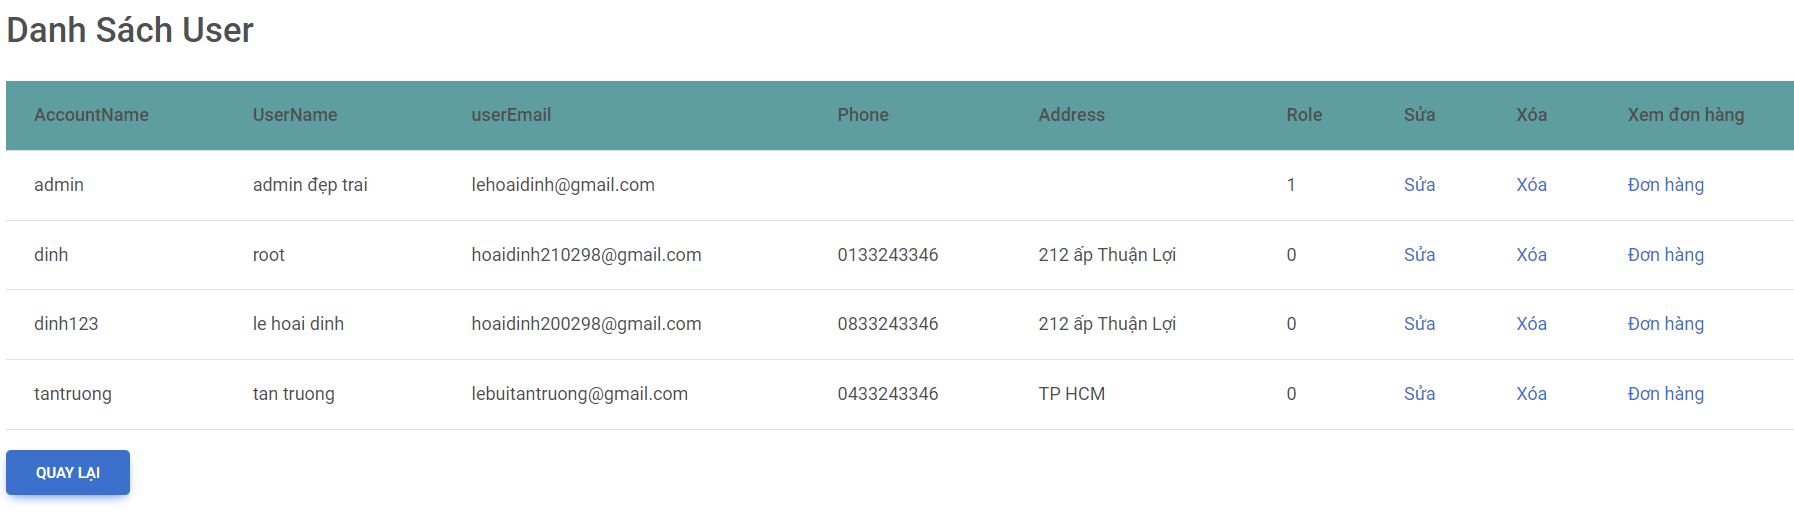 Danh Sách User
AccountName UserName userEmail Phone Address Role Sửa Xóa Xem đơn hàng
admin admin đẹp trai lehoaidinh@gmail.com 1 Sửa Xóa Đơn hàng
dinh root hoaidinh210298@gmail.com 0133243346 212 ấp Thuận Lợi 0 Sửa Xóa Đơn hàng
dinh123 le hoai dinh hoaidinh200298@gmail.com 0833243346 212 ấp Thuận Lợi 0 Sửa Xóa Đơn hàng
tantruong tan truong lebuitantruong@gmail.com 0433243346 TP HCM 0 Sửa Xóa Đơn hàng
QUAY LẠI